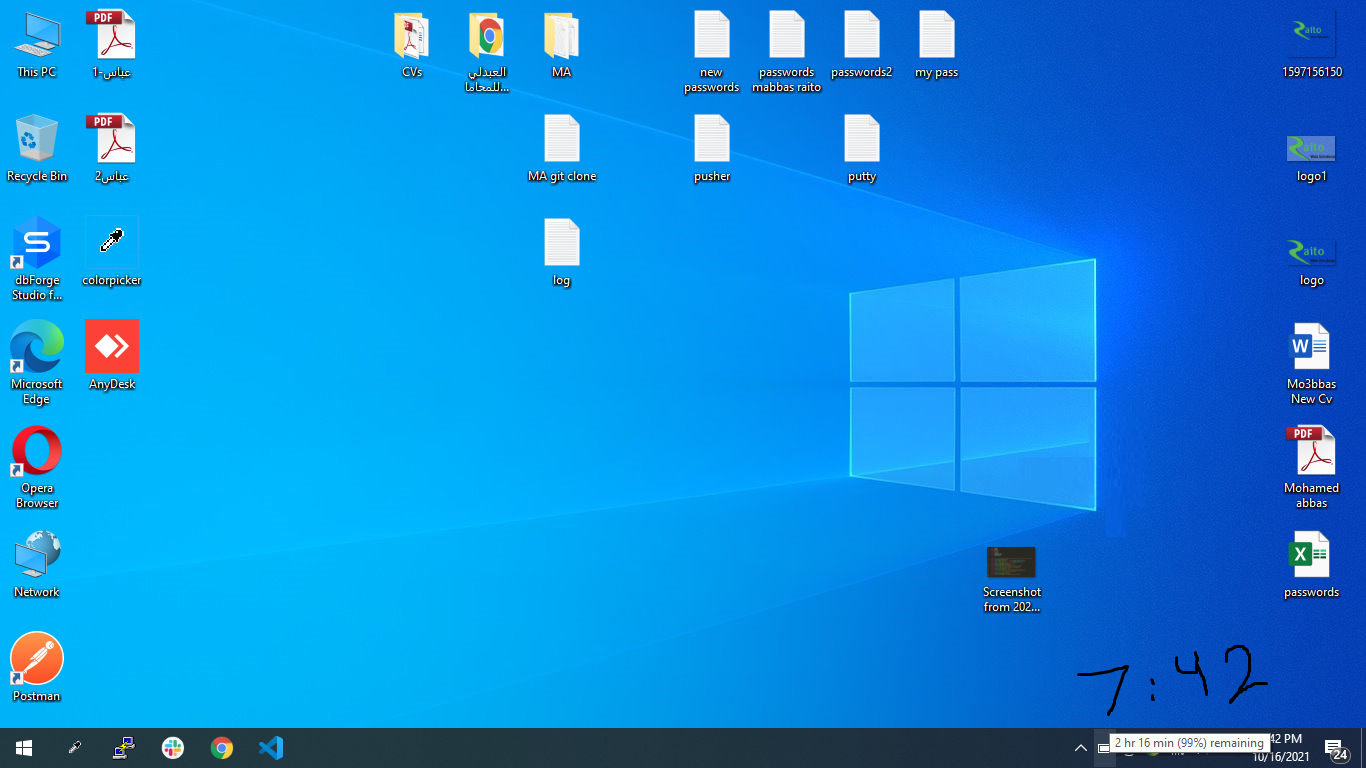 This PC
عباس-1
CVs
العبدلي
للمحاما...
MA
new
passwords
passwords
mabbas raito
passwords2
my pass
Raito
1597156150
Recycle Bin
عباس2
MA git clone
pusher
putty
Raito
logo1
dbForge
Studio f...
colorpicker
log
Raito
logo
Microsoft
Edge
AnyDesk
Mo3bbas
New Cv
Opera
Browser
PDF
Mohamed
abbas
Network
Screenshot
from 202...
passwords
Postman
7:42
2 hr 16 min (99%) remaining
:42 PM
10/16/2021
24
PDF
PDF